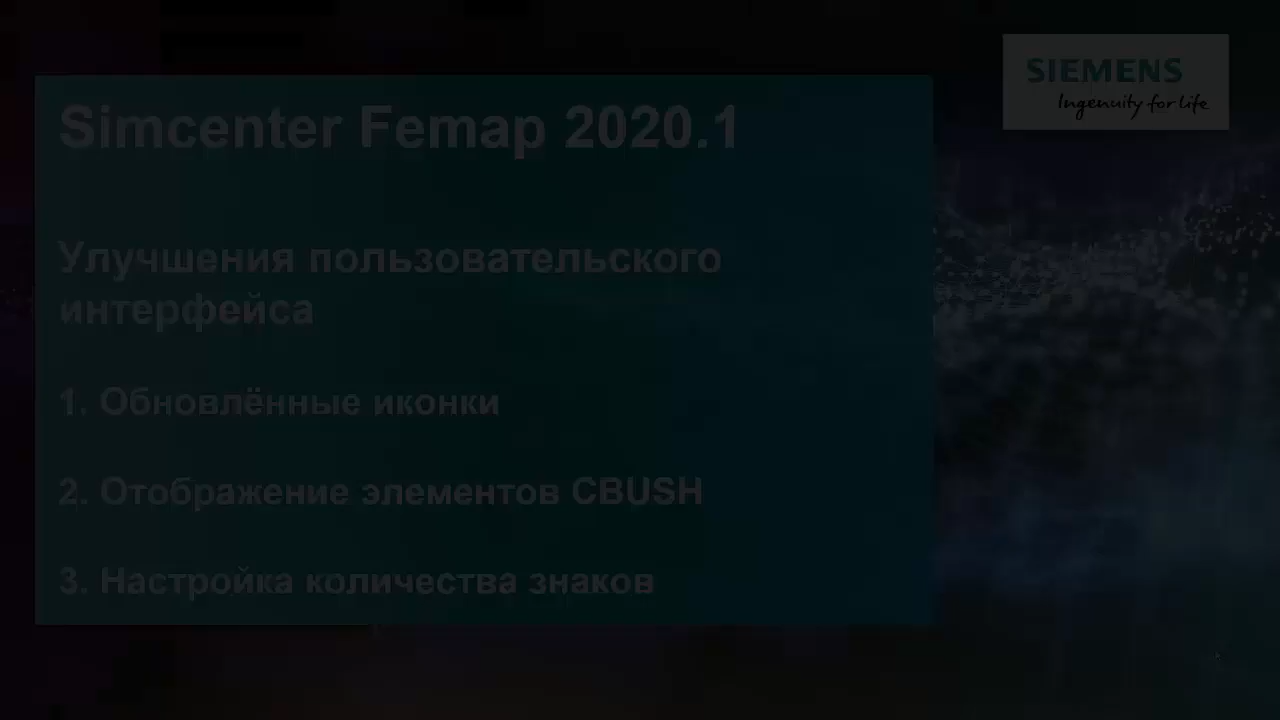 SIEMENS
Ingenuity for life
Simcenter Femap 2020.1
Улучшения пользовательского
интерфейса
1. Обновлённые иконки
2. Отображение элементов CBUSH
3. Настройка количества знаков